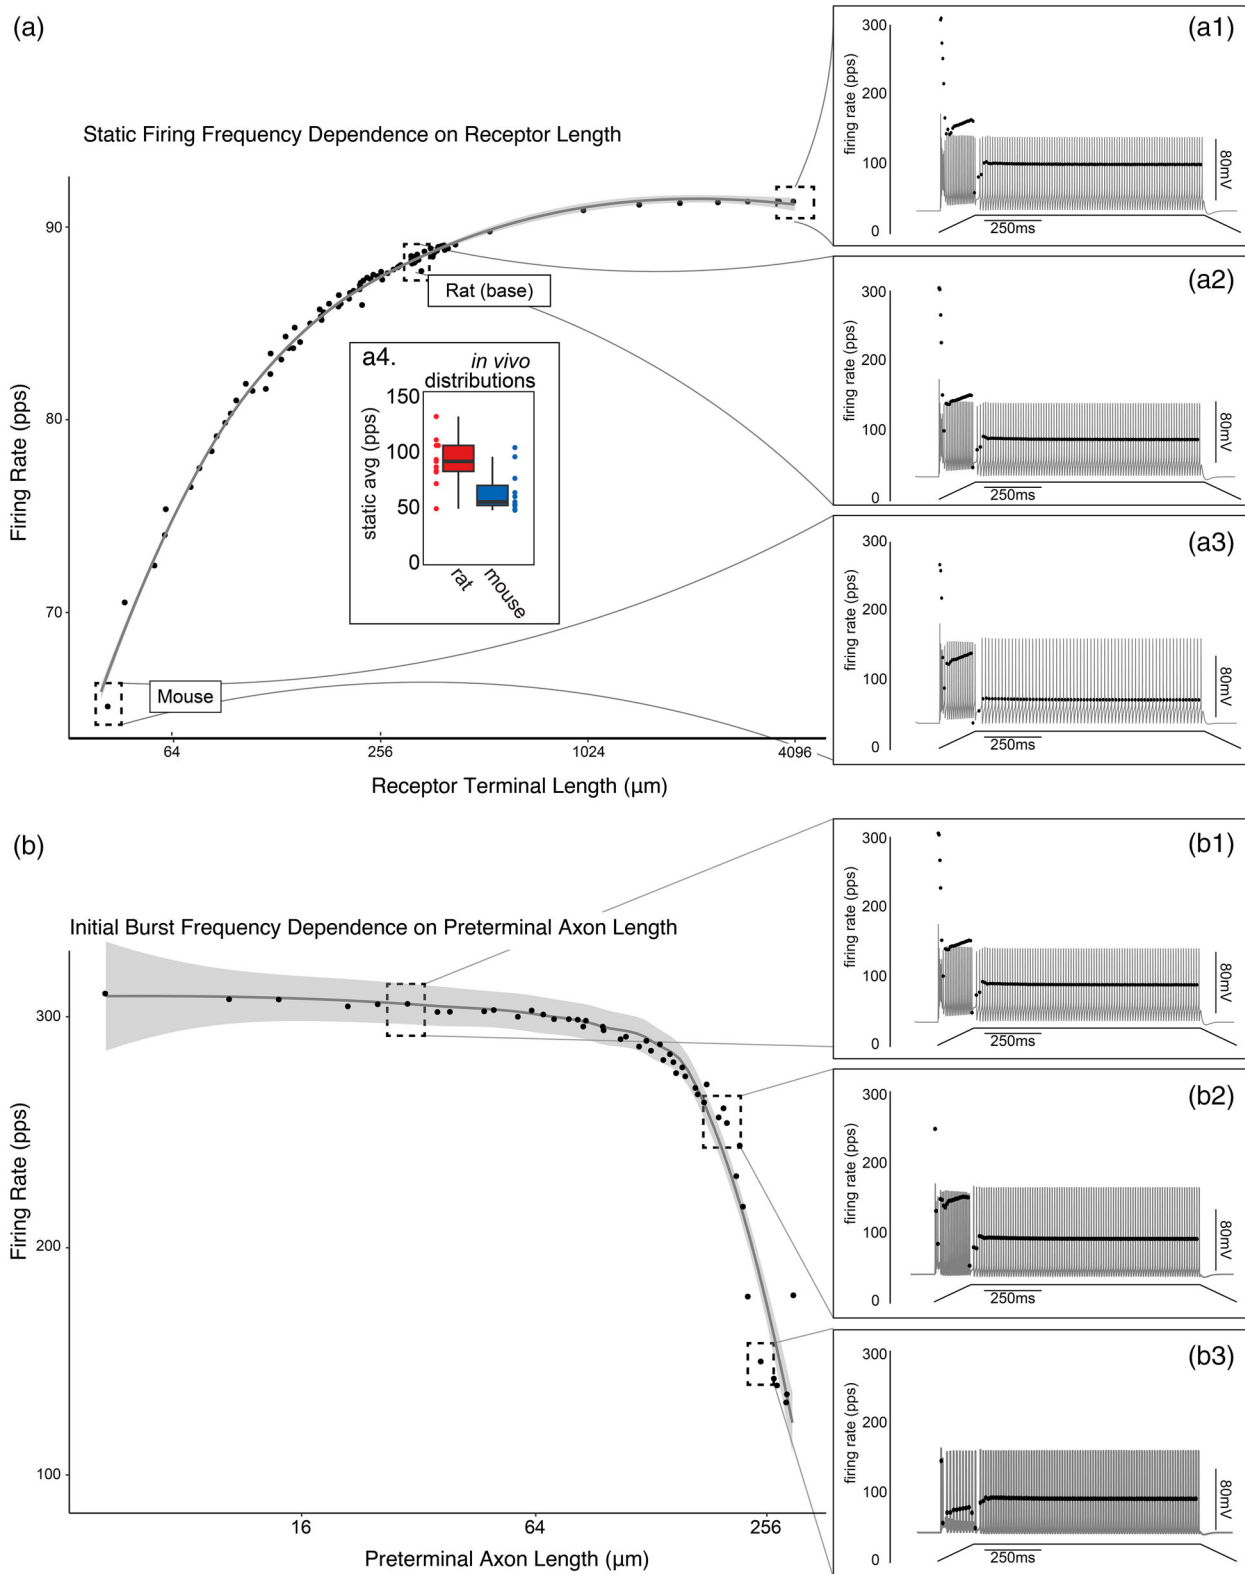 (a)
Static Firing Frequency Dependence on Receptor Length
Firing Rate (pps)
90
80
70
64
256
1024
4096
Receptor Terminal Length (µm)
Rat (base)
Mouse
a4.
in vivo
distributions
static avg (pps)
150
100
50
0
rat
mouse
(a1)
firing rate (pps)
300
200
100
0
80mV
250ms
(a2)
firing rate (pps)
300
200
100
0
80mV
250ms
(a3)
firing rate (pps)
300
200
100
0
80mV
250ms
(b)
Initial Burst Frequency Dependence on Preterminal Axon Length
Firing Rate (pps)
300
200
100
16
64
256
Preterminal Axon Length (µm)
(b1)
firing rate (pps)
300
200
100
0
80mV
250ms
(b2)
firing rate (pps)
300
200
100
0
80mV
250ms
(b3)
firing rate (pps)
300
200
100
0
80mV
250ms